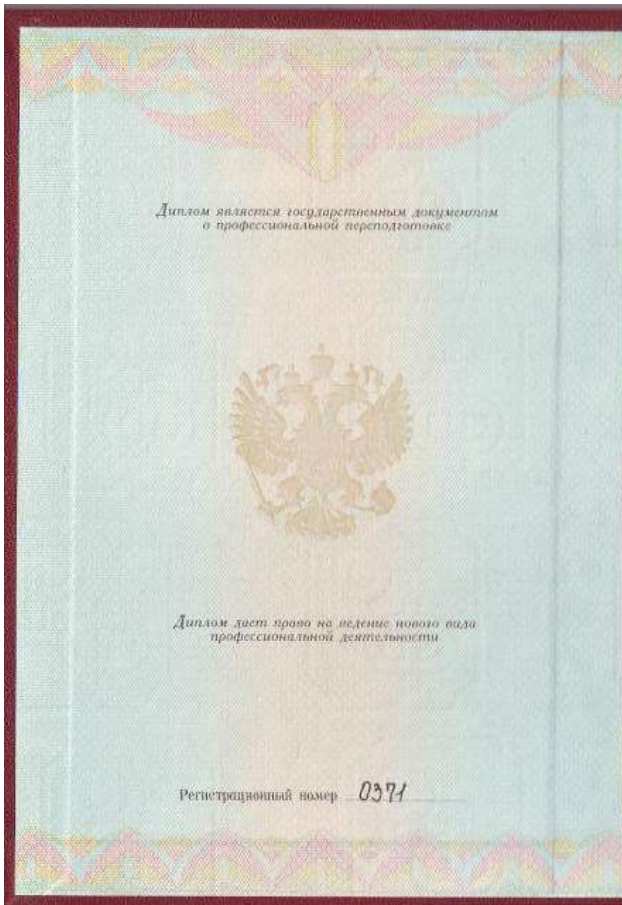 Диплом является государственным документом
о профессиональной переподготовке
Диплом дает право на ведение нового вида
профессиональной деятельности
Регистрационный номер 0371